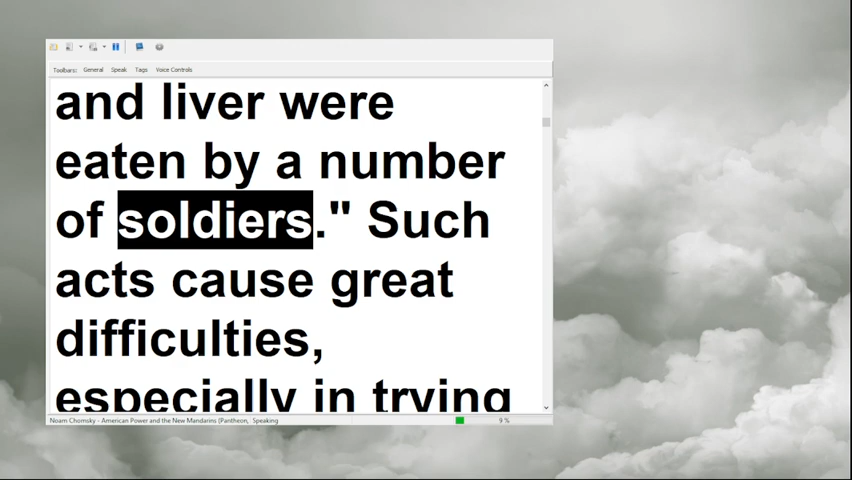 Toolbars: General Speak Tags Voice Controls
and liver were
eaten by a number
of soldiers." Such
acts cause great
difficulties,
especially in trying
Noam Chomsky - American Power and the New Mandarins (Pantheon, Speaking 9 %